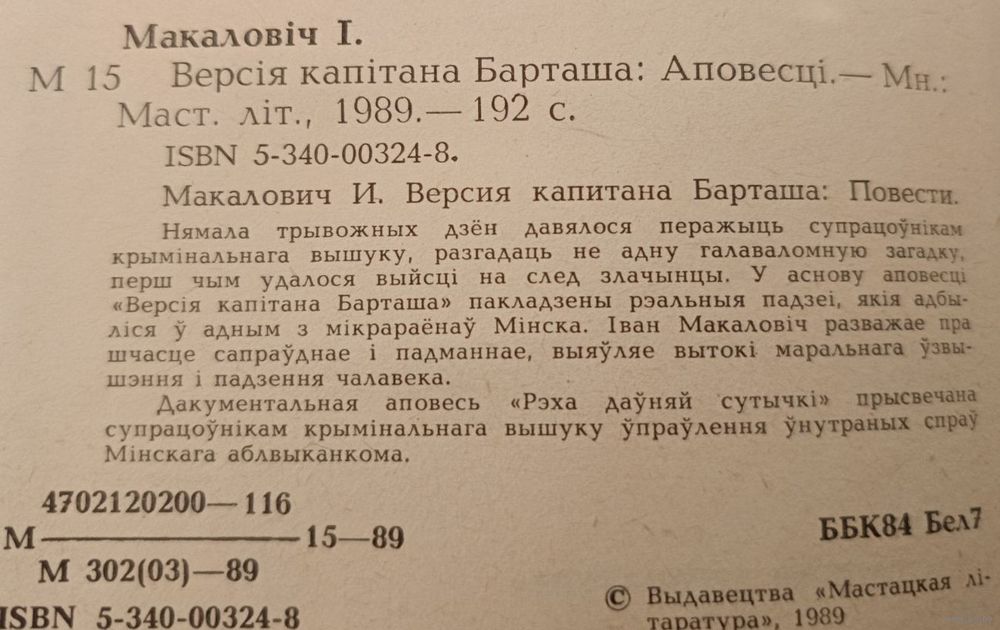 Макаловіч І.
М 15 Версія капітана Барташа: Аповесці.— Мн.:
Маст. літ., 1989.— 192 с.
ISBN 5-340-00324-8.
Макалович И. Версия капитана Барташа: Повести.
Нямала трывожных дзён давялося перажыць супрацоўнікам
крымінальнага вышуку, разгадаць не адну галаваломную загадку,
перш чым удалося выйсці на след злачынцы. У аснову аповесці
«Версія капітана Барташа» пакладзены рэальныя падзеі, якія адбы-
ліся ў адным з мікрараёнаў Мінска. Іван Макаловіч разважае пра
шчасце сапраўднае і падманнае, выяўляе вытокі маральнага ўзвы-
шэння і падзення чалавека.
Дакументальная аповесь «Рэха даўняй сутычкі» прысвечана
супрацоўнікам крымінальнага вышуку ўпраўлення ўнутраных спраў
Мінскага аблвыканкома.
4702120200—116
М 15—89
М 302(03)—89
ББК84 Бел7
ISBN 5-340-00324-8
© Выдавецтва «Мастацкая лі-
таратура», 1989